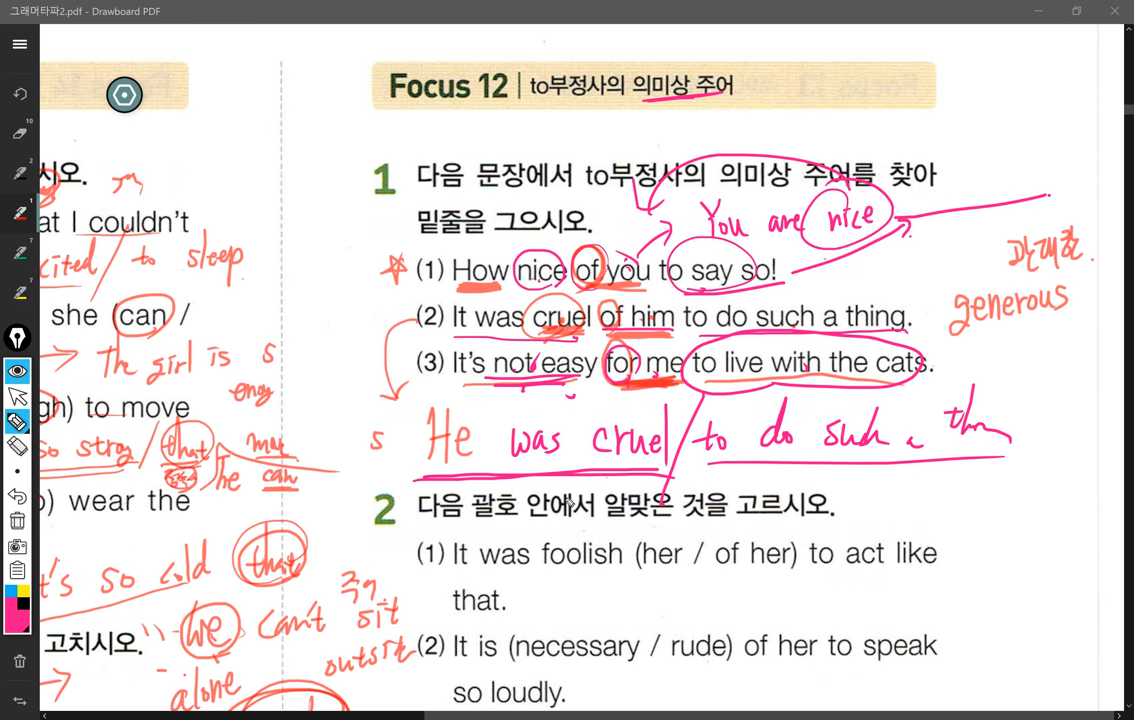 그래머타파2.pdf - Drawboard PDF
Focus 12 | to부정사의 의미상 주어
시오.
at I couldn't
cited / to sleep
she (can /
→ The girl is s
gh) to move
so strong / that he can
) wear the
t's so cold that
we can't sit
outside
고치시오.
alone
1 다음 문장에서 to부정사의 의미상 주어를 찾아
밑줄을 그으시오.
You are nice
(1) How nice of you to say so!
관대한.
generous
(2) It was cruel of him to do such a thing.
(3) It's not easy for me to live with the cats.
S He was cruel to do such a
2 다음 괄호 안에서 알맞은 것을 고르시오.
(1) It was foolish (her / of her) to act like
that.
(2) It is (necessary / rude) of her to speak
so loudly.
10
2
1
7
7